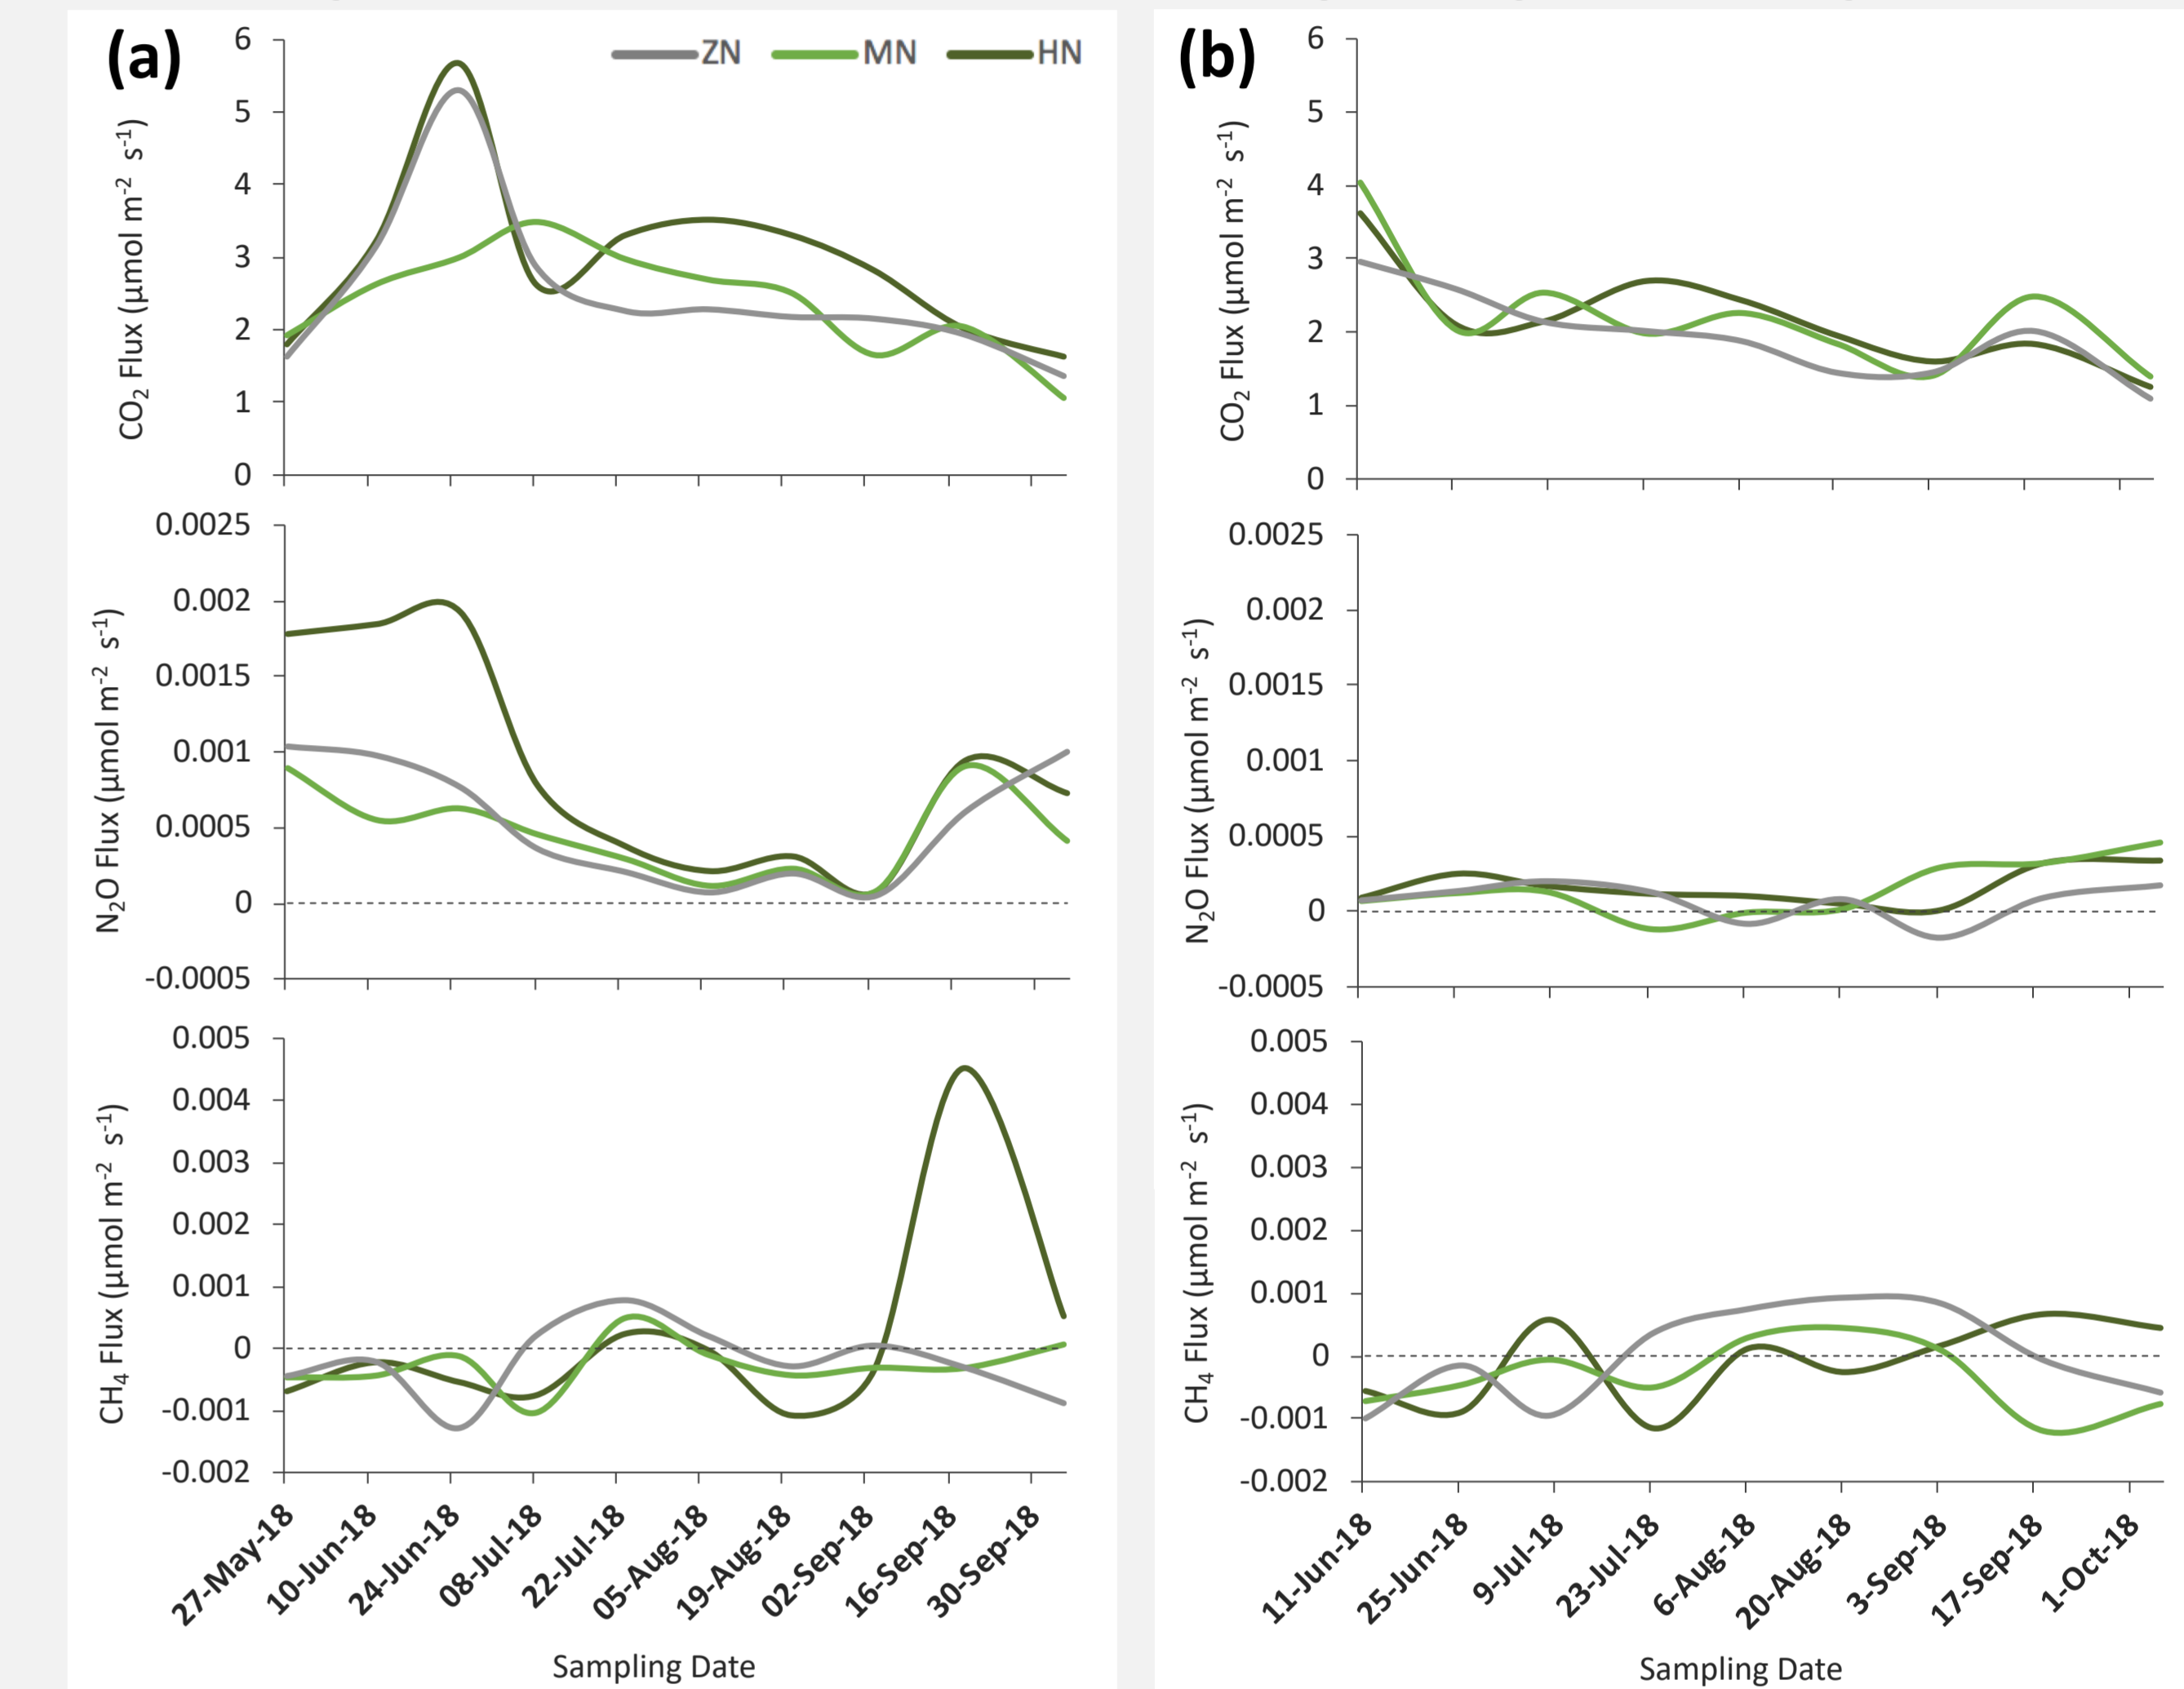 (a)
ZN MN HN
6
5
4
3
2
1
0
CO₂ Flux (µmol m⁻² s⁻¹)
0.0025
0.002
0.0015
0.001
0.0005
0
-0.0005
N₂O Flux (µmol m⁻² s⁻¹)
0.005
0.004
0.003
0.002
0.001
0
-0.001
-0.002
CH₄ Flux (µmol m⁻² s⁻¹)
27-May-18
10-Jun-18
24-Jun-18
08-Jul-18
22-Jul-18
05-Aug-18
19-Aug-18
02-Sep-18
16-Sep-18
30-Sep-18
Sampling Date
(b)
6
5
4
3
2
1
0
CO₂ Flux (µmol m⁻² s⁻¹)
0.0025
0.002
0.0015
0.001
0.0005
0
-0.0005
N₂O Flux (µmol m⁻² s⁻¹)
0.005
0.004
0.003
0.002
0.001
0
-0.001
-0.002
CH₄ Flux (µmol m⁻² s⁻¹)
11-Jun-18
25-Jun-18
9-Jul-18
23-Jul-18
6-Aug-18
20-Aug-18
3-Sep-18
17-Sep-18
1-Oct-18
Sampling Date